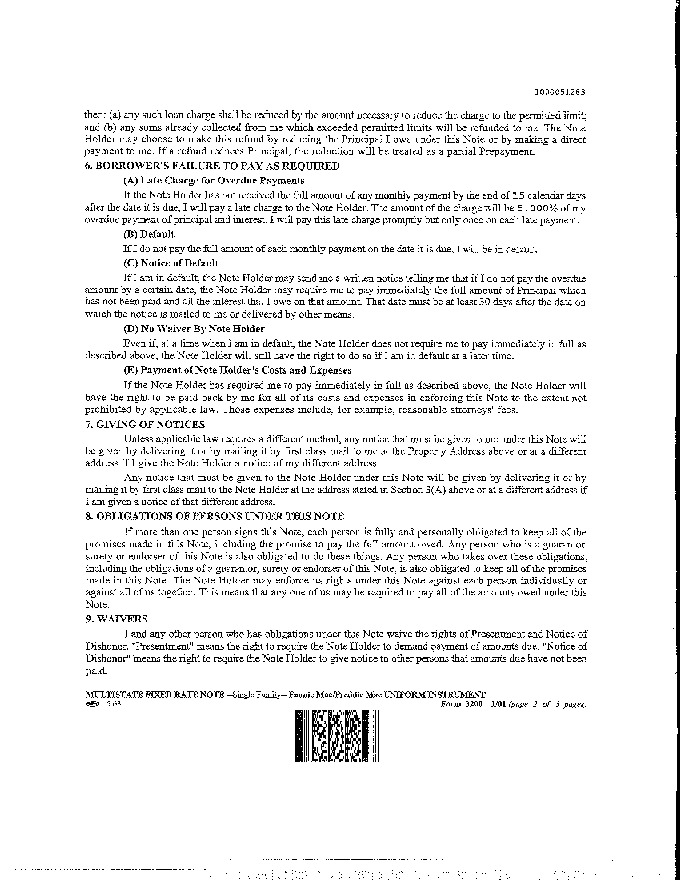 1000051263
then: (a) any such loan charge shall be reduced by the amount necessary to reduce the charge to the permitted limit;
and (b) any sums already collected from me which exceeded permitted limits will be refunded to me. The Note
Holder may choose to make this refund by reducing the Principal I owe under this Note or by making a direct
payment to me. If a refund reduces Principal, the reduction will be treated as a partial Prepayment.
6. BORROWER'S FAILURE TO PAY AS REQUIRED
(A) Late Charge for Overdue Payments
If the Note Holder has not received the full amount of any monthly payment by the end of 15 calendar days
after the date it is due, I will pay a late charge to the Note Holder. The amount of the charge will be 5.000% of my
overdue payment of principal and interest. I will pay this late charge promptly but only once on each late payment.
(B) Default
If I do not pay the full amount of each monthly payment on the date it is due, I will be in default.
(C) Notice of Default
If I am in default, the Note Holder may send me a written notice telling me that if I do not pay the overdue
amount by a certain date, the Note Holder may require me to pay immediately the full amount of Principal which
has not been paid and all the interest that I owe on that amount. That date must be at least 30 days after the date on
which the notice is mailed to me or delivered by other means.
(D) No Waiver By Note Holder
Even if, at a time when I am in default, the Note Holder does not require me to pay immediately in full as
described above, the Note Holder will still have the right to do so if I am in default at a later time.
(E) Payment of Note Holder's Costs and Expenses
If the Note Holder has required me to pay immediately in full as described above, the Note Holder will
have the right to be paid back by me for all of its costs and expenses in enforcing this Note to the extent not
prohibited by applicable law. Those expenses include, for example, reasonable attorneys' fees.
7. GIVING OF NOTICES
Unless applicable law requires a different method, any notice that must be given to me under this Note will
be given by delivering it or by mailing it by first class mail to me at the Property Address above or at a different
address if I give the Note Holder a notice of my different address.
Any notice that must be given to the Note Holder under this Note will be given by delivering it or by
mailing it by first class mail to the Note Holder at the address stated in Section 3(A) above or at a different address if
I am given a notice of that different address.
8. OBLIGATIONS OF PERSONS UNDER THIS NOTE
If more than one person signs this Note, each person is fully and personally obligated to keep all of the
promises made in this Note, including the promise to pay the full amount owed. Any person who is a guarantor,
surety or endorser of this Note is also obligated to do these things. Any person who takes over these obligations,
including the obligations of a guarantor, surety or endorser of this Note, is also obligated to keep all of the promises
made in this Note. The Note Holder may enforce its rights under this Note against each person individually or
against all of us together. This means that any one of us may be required to pay all of the amounts owed under this
Note.
9. WAIVERS
I and any other person who has obligations under this Note waive the rights of Presentment and Notice of
Dishonor. "Presentment" means the right to require the Note Holder to demand payment of amounts due. "Notice of
Dishonor" means the right to require the Note Holder to give notice to other persons that amounts due have not been
paid.
MULTISTATE FIXED RATE NOTE—Single Family—Fannie Mae/Freddie Mac UNIFORM INSTRUMENT
Form 3200 1/01 (page 2 of 3 pages)